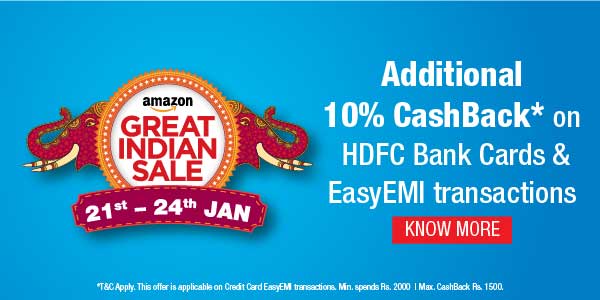 amazon
GREAT
INDIAN
SALE
21st – 24th JAN
Additional
10% CashBack* on
HDFC Bank Cards &
EasyEMI transactions
KNOW MORE
*T&C Apply. This offer is applicable on Credit Card EasyEMI transactions. Min. spends Rs. 2000 | Max. CashBack Rs. 1500.